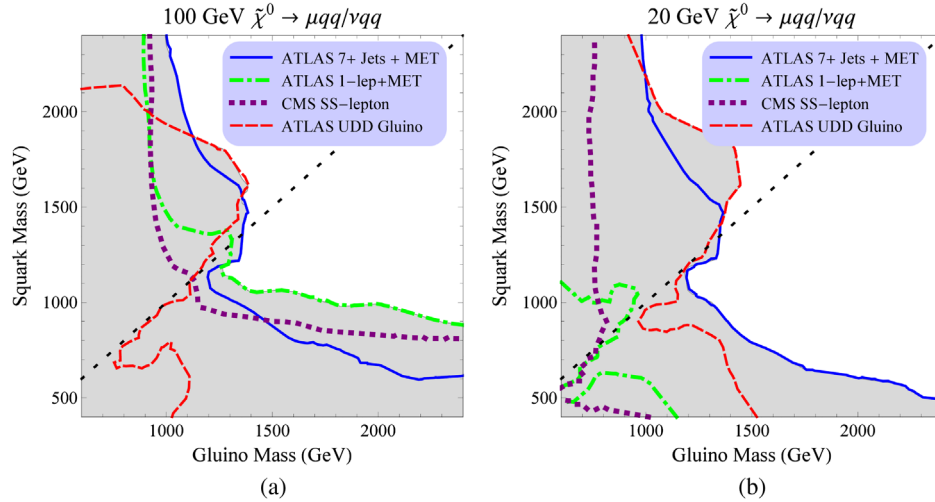 100 GeV χ̃⁰ → μqq/νqq
ATLAS 7+ Jets + MET
ATLAS 1-lep+MET
CMS SS-lepton
ATLAS UDD Gluino
2000
1500
1000
500
Squark Mass (GeV)
1000 1500 2000
Gluino Mass (GeV)
(a)
20 GeV χ̃⁰ → μqq/νqq
ATLAS 7+ Jets + MET
ATLAS 1-lep+MET
CMS SS-lepton
ATLAS UDD Gluino
2000
1500
1000
500
Squark Mass (GeV)
1000 1500 2000
Gluino Mass (GeV)
(b)